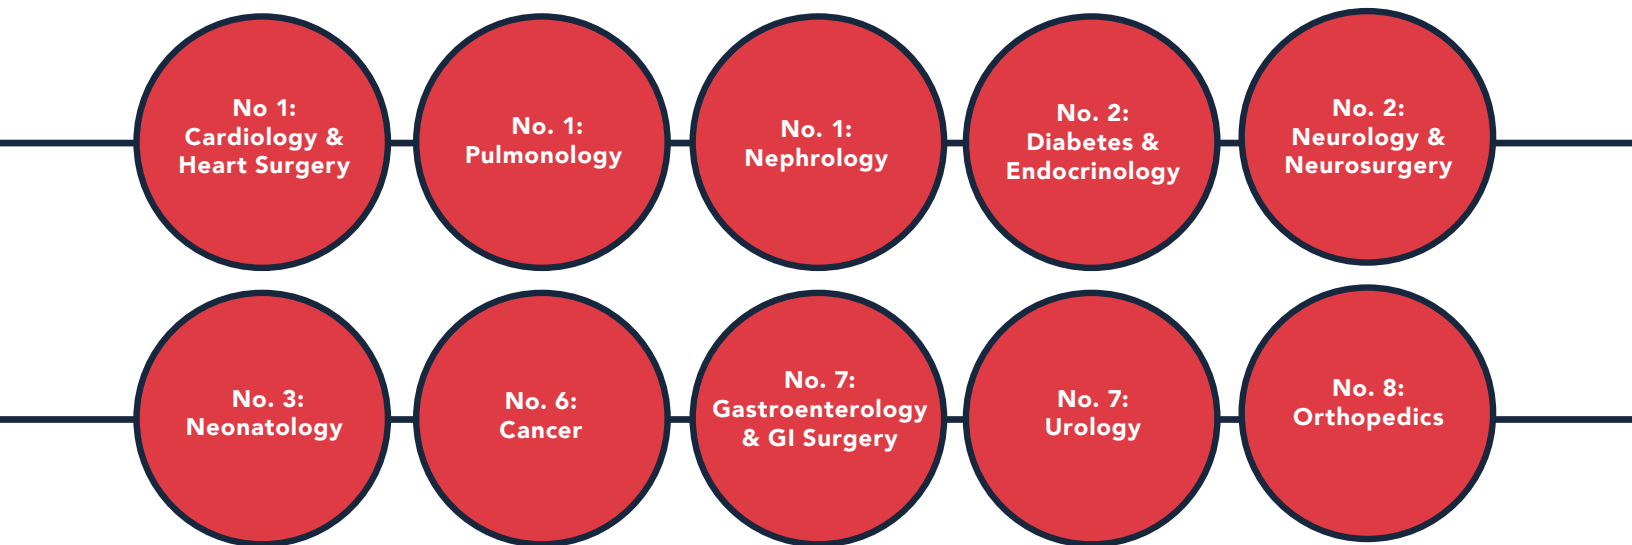 No 1:
Cardiology &
Heart Surgery
No. 1:
Pulmonology
No. 1:
Nephrology
No. 2:
Diabetes &
Endocrinology
No. 2:
Neurology &
Neurosurgery
No. 3:
Neonatology
No. 6:
Cancer
No. 7:
Gastroenterology
& GI Surgery
No. 7:
Urology
No. 8:
Orthopedics